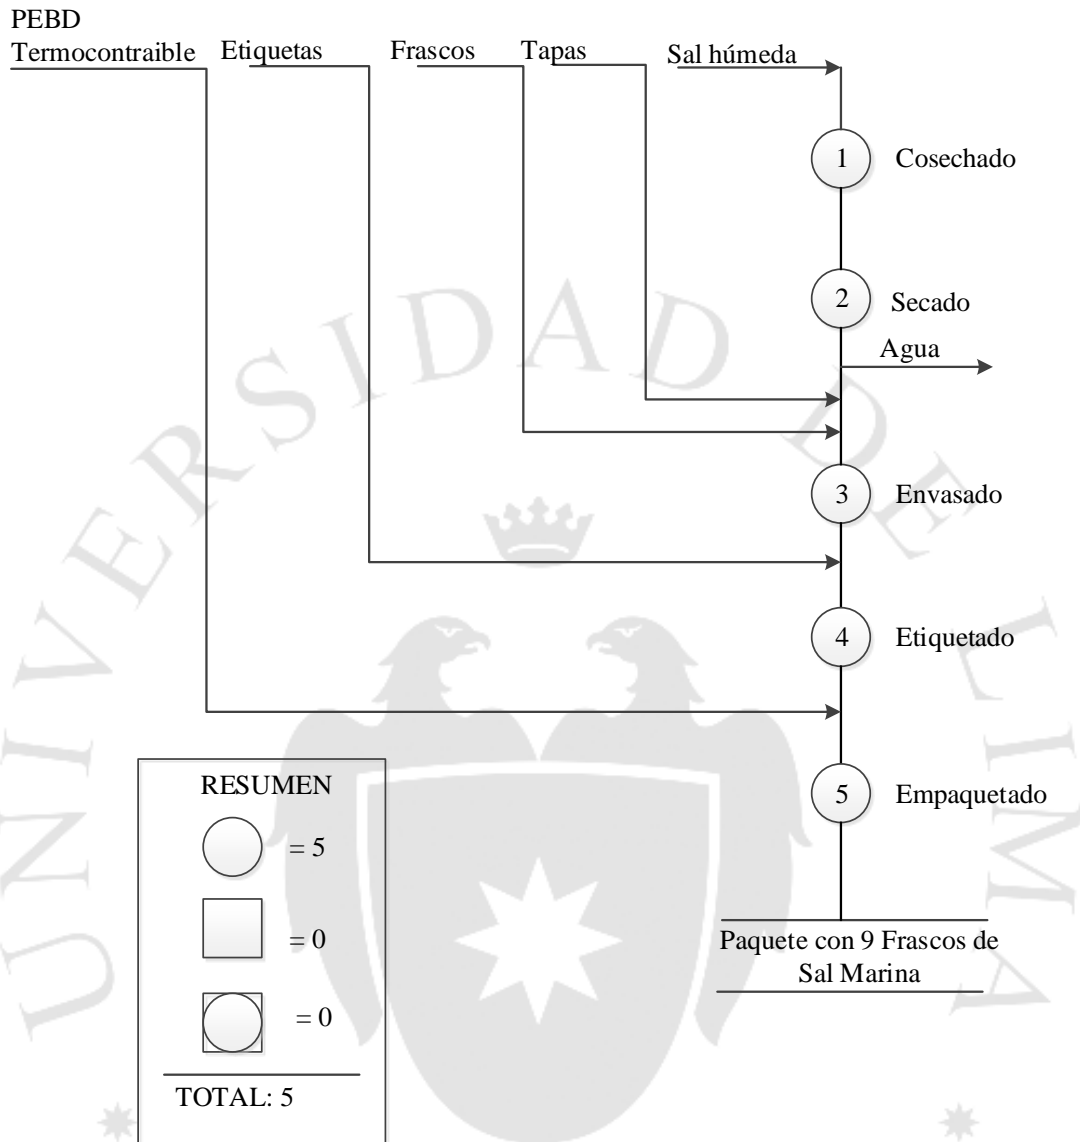 PEBD
Termocontraible
Etiquetas
Frascos
Tapas
Sal húmeda
1
Cosechado
2
Secado
Agua
3
Envasado
4
Etiquetado
5
Empaquetado
Paquete con 9 Frascos de
Sal Marina
RESUMEN
= 5
= 0
= 0
TOTAL: 5
UNIVERSIDAD DE LIMA